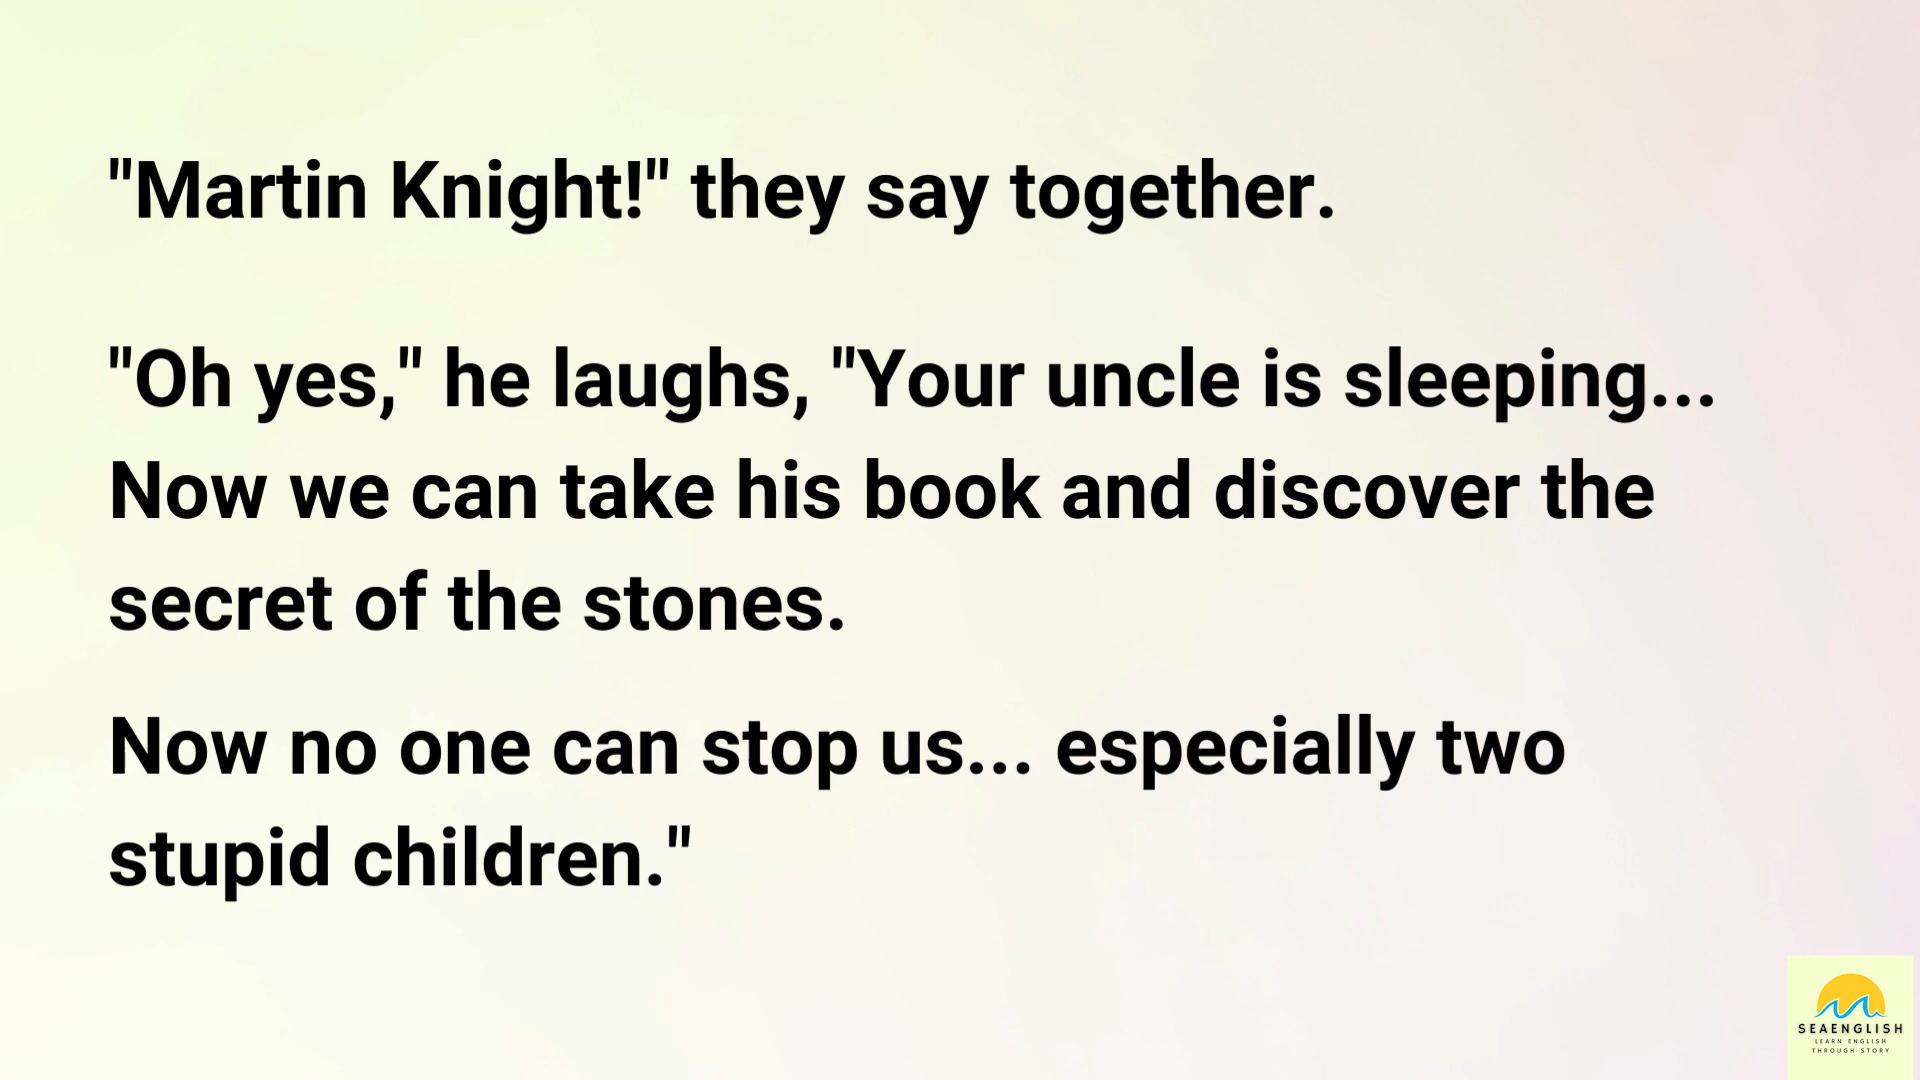 "Martin Knight!" they say together.
"Oh yes," he laughs, "Your uncle is sleeping...
Now we can take his book and discover the
secret of the stones.
Now no one can stop us... especially two
stupid children."
SEAENGLISH
LEARN ENGLISH
THROUGH STORY